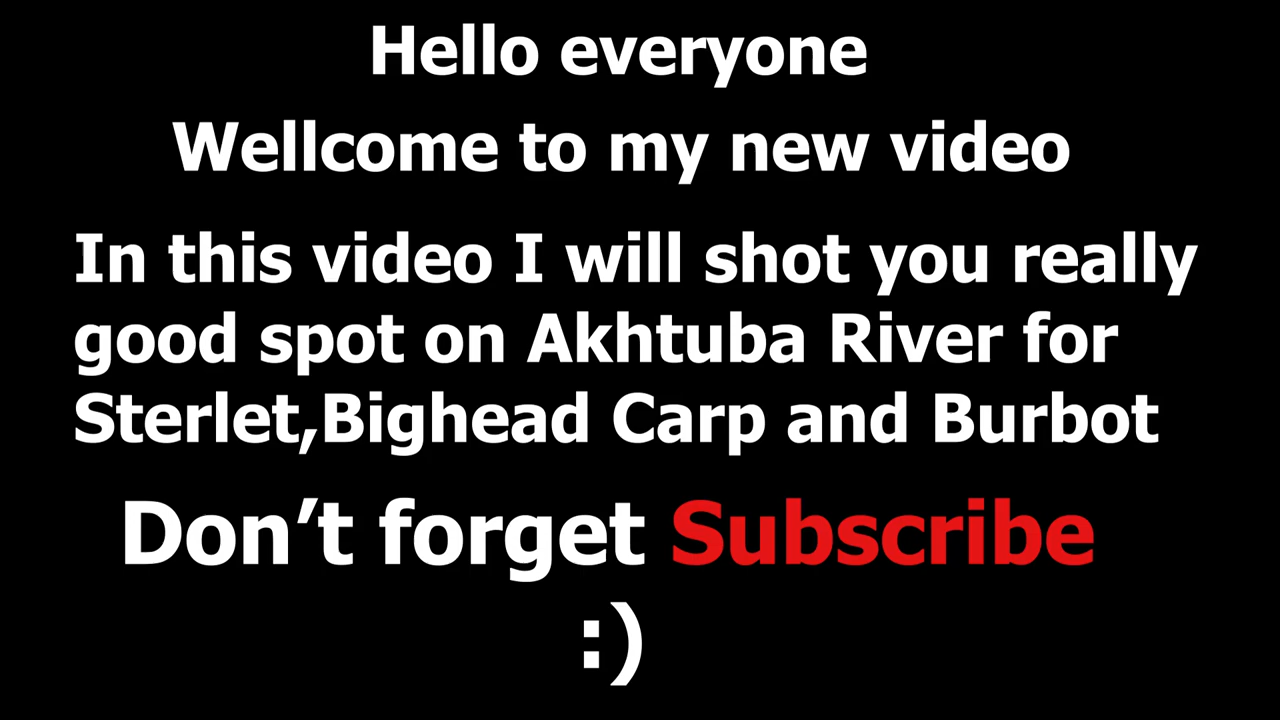 Hello everyone
Wellcome to my new video
In this video I will shot you really
good spot on Akhtuba River for
Sterlet,Bighead Carp and Burbot
Don’t forget Subscribe
:)